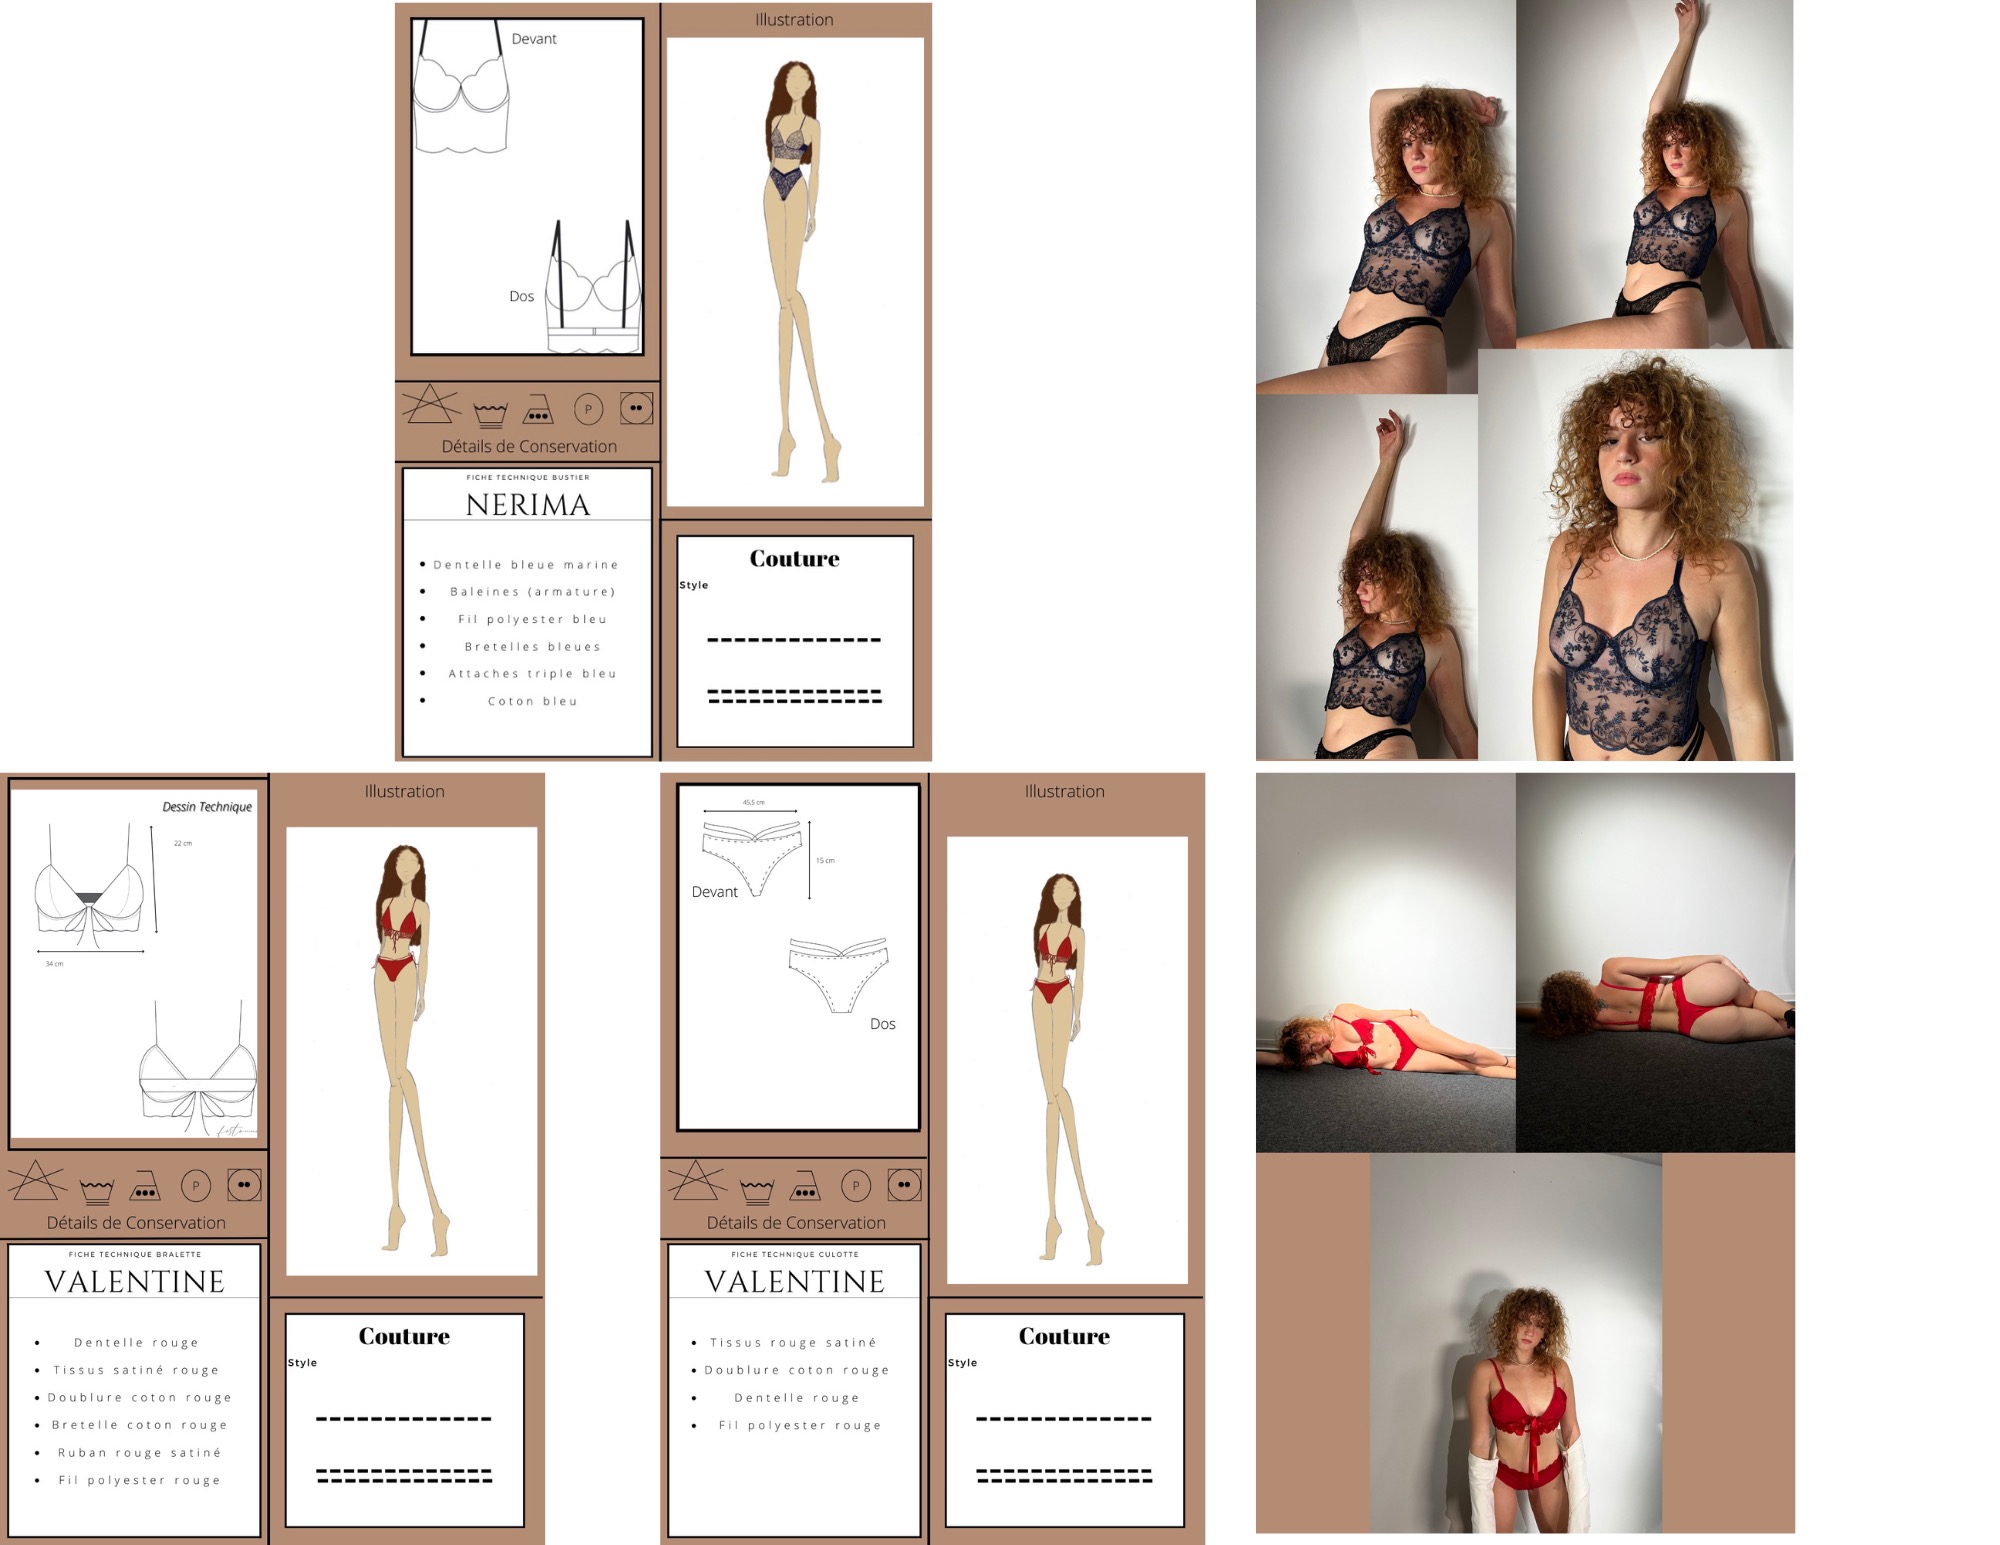 Devant
Dos
Illustration
P
Détails de Conservation
FICHE TECHNIQUE BUSTIER
NERIMA
• Dentelle bleue marine
• Baleines (armature)
• Fil polyester bleu
• Bretelles bleues
• Attaches triple bleu
• Coton bleu
Couture
Style
Dessin Technique
22 cm
34 cm
Illustration
P
Détails de Conservation
FICHE TECHNIQUE BRALETTE
VALENTINE
• Dentelle rouge
• Tissus satiné rouge
• Doublure coton rouge
• Bretelle coton rouge
• Ruban rouge satiné
• Fil polyester rouge
Couture
Style
45,5 cm
15 cm
Devant
Dos
Illustration
P
Détails de Conservation
FICHE TECHNIQUE CULOTTE
VALENTINE
• Tissus rouge satiné
• Doublure coton rouge
• Dentelle rouge
• Fil polyester rouge
Couture
Style